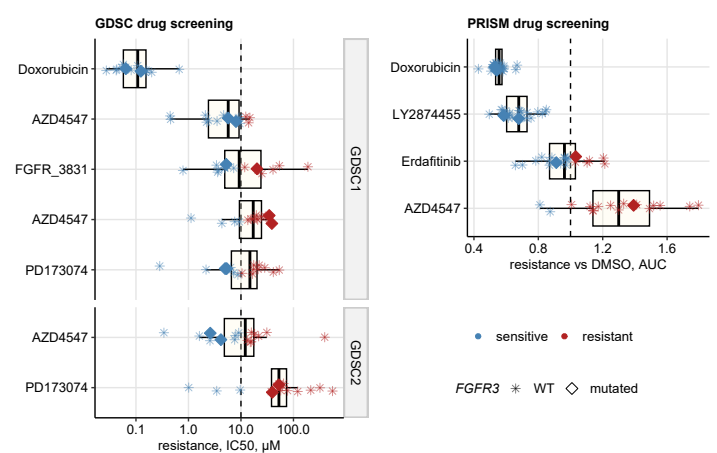 GDSC drug screening
Doxorubicin
AZD4547
FGFR_3831
AZD4547
PD173074
GDSC1
AZD4547
PD173074
GDSC2
0.1 1.0 10.0 100.0
resistance, IC50, µM
PRISM drug screening
Doxorubicin
LY2874455
Erdafitinib
AZD4547
0.4 0.8 1.2 1.6
resistance vs DMSO, AUC
sensitive resistant
FGFR3 WT mutated